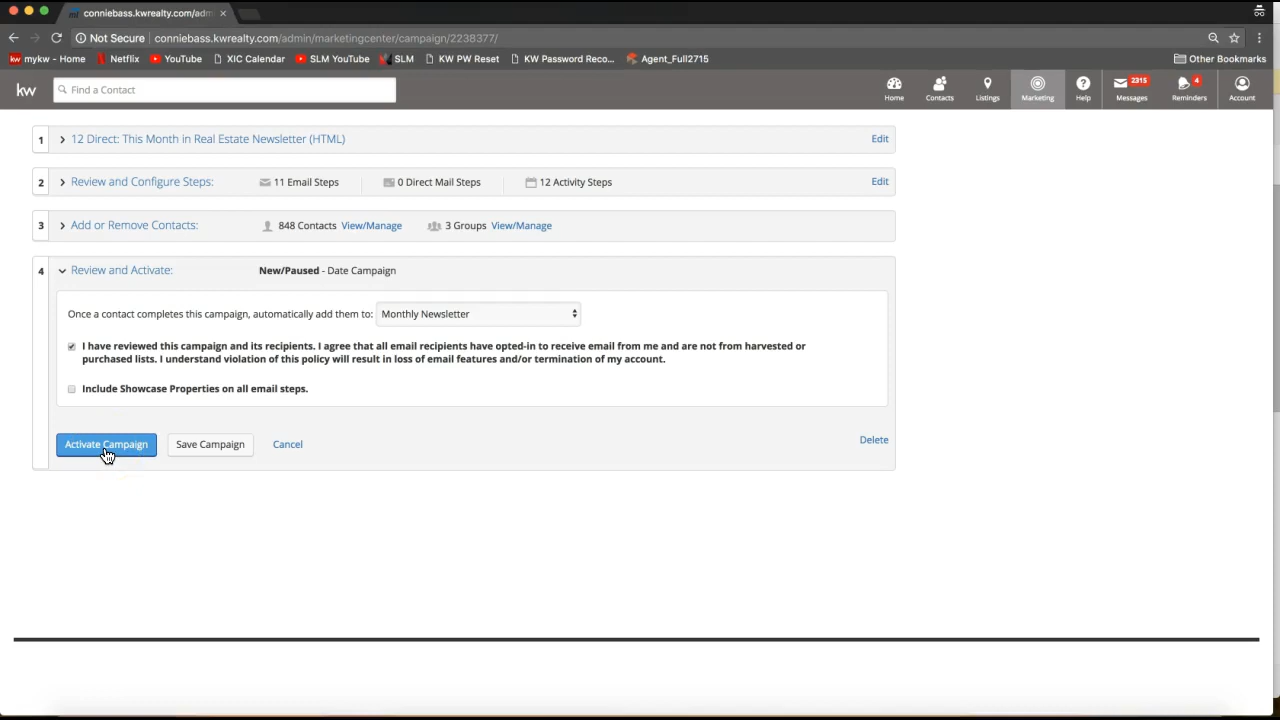 conniebass.kwrealty.com/adm
Not Secure conniebass.kwrealty.com/admin/marketingcenter/campaign/2238377/
kw mykw - Home Netflix YouTube XIC Calendar SLM YouTube SLM KW PW Reset KW Password Reco... Agent_Full2715 Other Bookmarks
kw Find a Contact Home Contacts Listings Marketing Help 2315 Messages 4 Reminders Account
1 12 Direct: This Month in Real Estate Newsletter (HTML) Edit
2 Review and Configure Steps: 11 Email Steps 0 Direct Mail Steps 12 Activity Steps Edit
3 Add or Remove Contacts: 848 Contacts View/Manage 3 Groups View/Manage
4 Review and Activate: New/Paused - Date Campaign
Once a contact completes this campaign, automatically add them to: Monthly Newsletter
I have reviewed this campaign and its recipients. I agree that all email recipients have opted-in to receive email from me and are not from harvested or
purchased lists. I understand violation of this policy will result in loss of email features and/or termination of my account.
Include Showcase Properties on all email steps.
Activate Campaign Save Campaign Cancel Delete